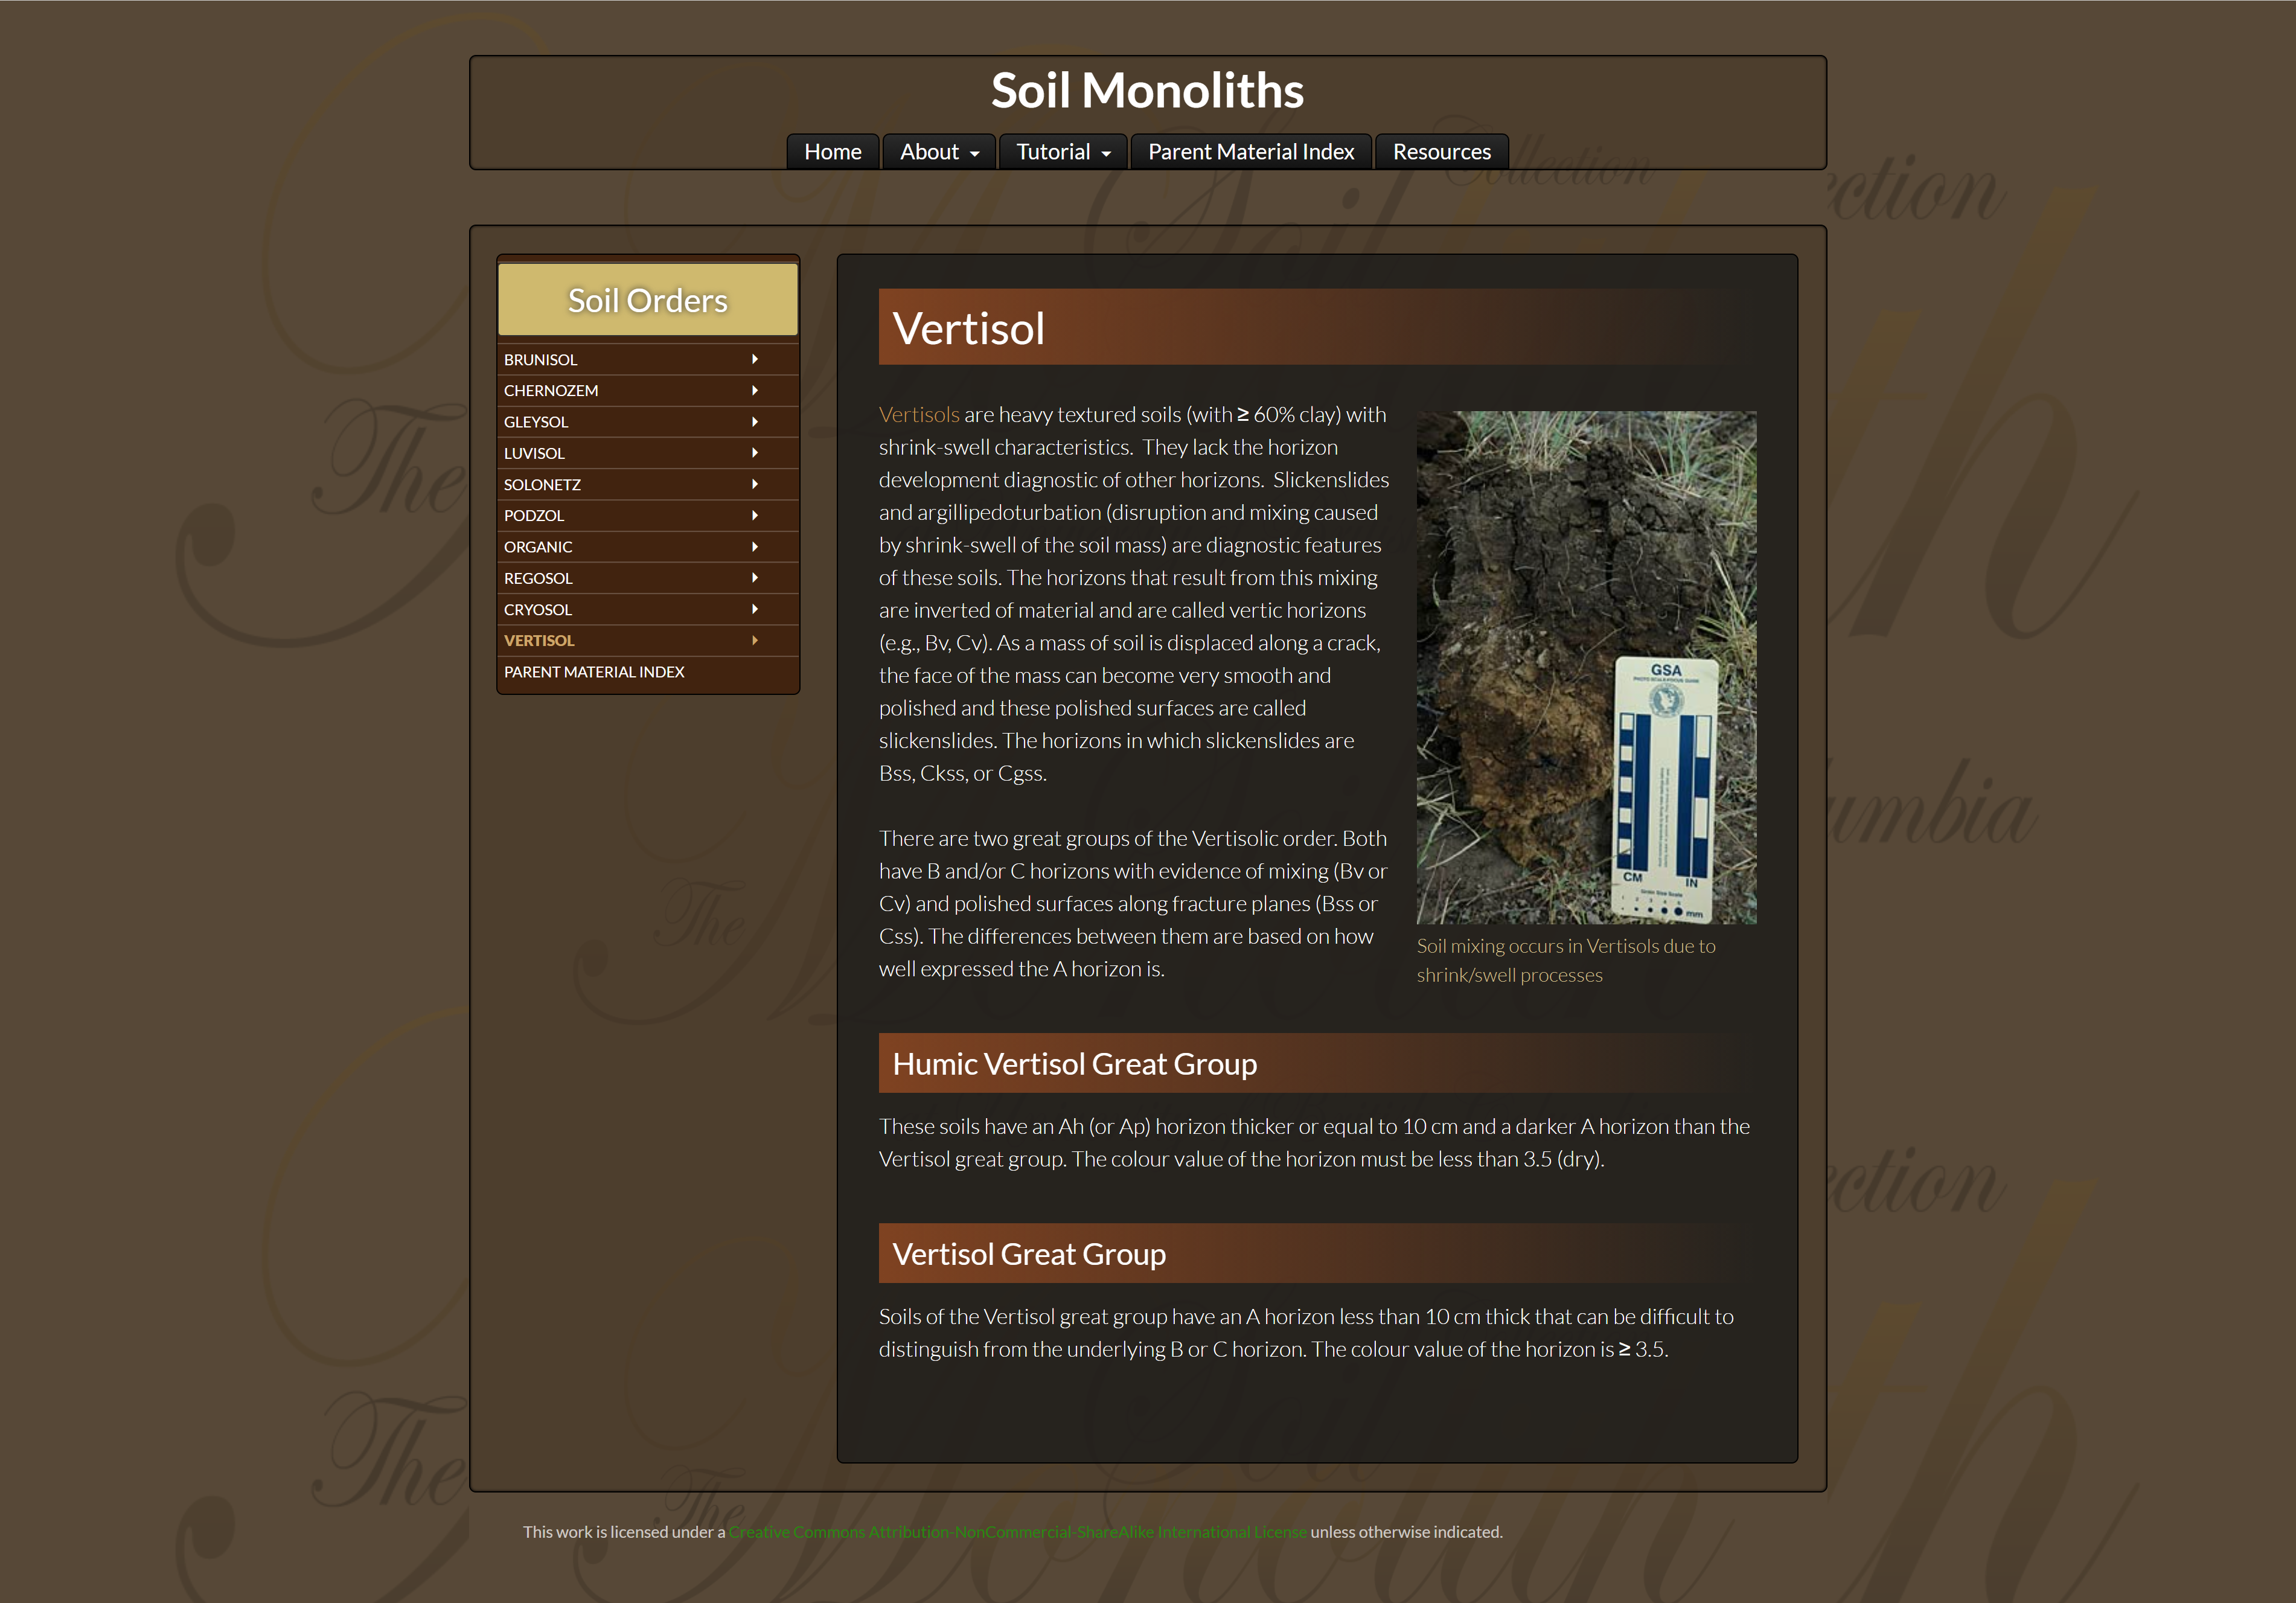 Soil Monoliths
Home
About
Tutorial
Parent Material Index
Resources
Soil Orders
BRUNISOL
CHERNOZEM
GLEYSOL
LUVISOL
SOLONETZ
PODZOL
ORGANIC
REGOSOL
CRYOSOL
VERTISOL
PARENT MATERIAL INDEX
Vertisol
Vertisols are heavy textured soils (with ≥ 60% clay) with
shrink-swell characteristics.  They lack the horizon
development diagnostic of other horizons.  Slickenslides
and argillipedoturbation (disruption and mixing caused
by shrink-swell of the soil mass) are diagnostic features
of these soils. The horizons that result from this mixing
are inverted of material and are called vertic horizons
(e.g., Bv, Cv). As a mass of soil is displaced along a crack,
the face of the mass can become very smooth and
polished and these polished surfaces are called
slickenslides. The horizons in which slickenslides are
Bss, Ckss, or Cgss.
There are two great groups of the Vertisolic order. Both
have B and/or C horizons with evidence of mixing (Bv or
Cv) and polished surfaces along fracture planes (Bss or
Css). The differences between them are based on how
well expressed the A horizon is.
GSA
CM
IN
mm
Soil mixing occurs in Vertisols due to
shrink/swell processes
Humic Vertisol Great Group
These soils have an Ah (or Ap) horizon thicker or equal to 10 cm and a darker A horizon than the
Vertisol great group. The colour value of the horizon must be less than 3.5 (dry).
Vertisol Great Group
Soils of the Vertisol great group have an A horizon less than 10 cm thick that can be difficult to
distinguish from the underlying B or C horizon. The colour value of the horizon is ≥ 3.5.
This work is licensed under a Creative Commons Attribution-NonCommercial-ShareAlike International License unless otherwise indicated.